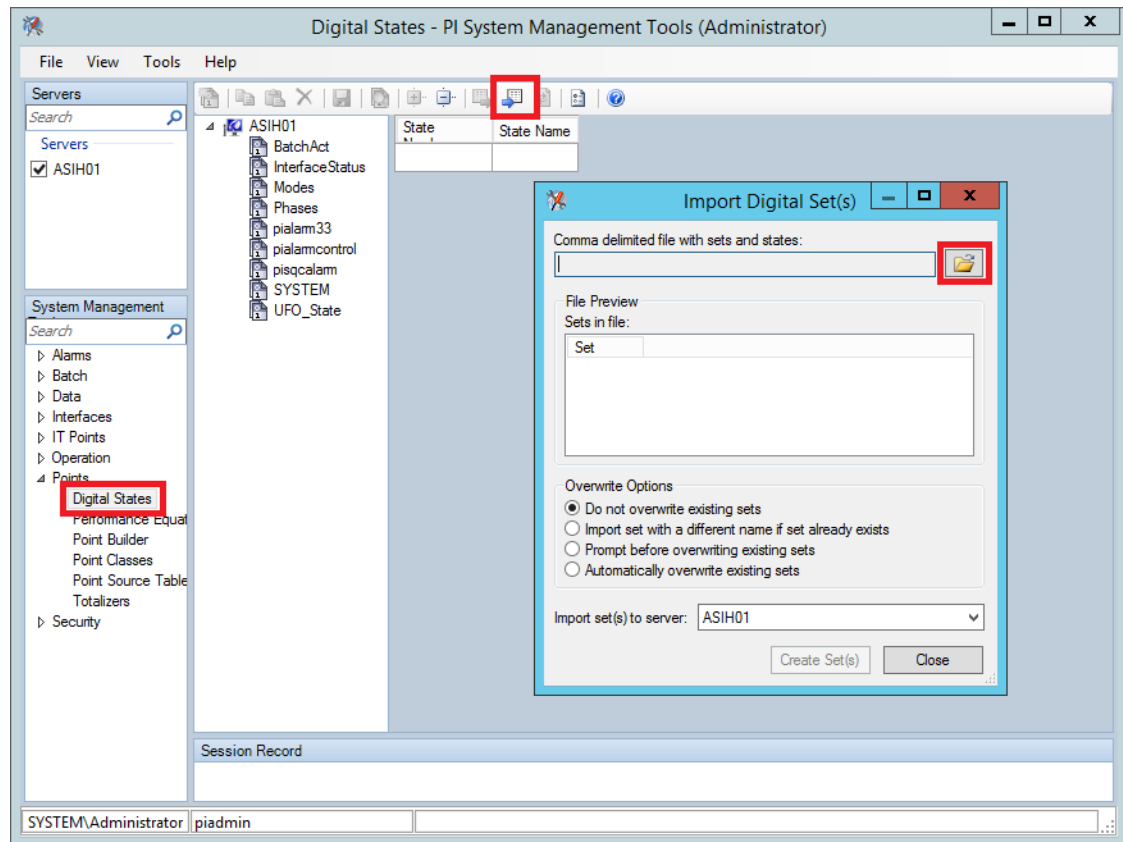 Digital States - PI System Management Tools (Administrator)
File View Tools Help
Servers
Search
Servers
ASIH01
System Management
Search
Alarms
Batch
Data
Interfaces
IT Points
Operation
Points
Digital States
Performance Equat
Point Builder
Point Classes
Point Source Table
Totalizers
Security
ASIH01
BatchAct
InterfaceStatus
Modes
Phases
pialarm33
pialarmcontrol
pisqcalarm
SYSTEM
UFO_State
State
State Name
Import Digital Set(s)
Comma delimited file with sets and states:
File Preview
Sets in file:
Set
Overwrite Options
Do not overwrite existing sets
Import set with a different name if set already exists
Prompt before overwriting existing sets
Automatically overwrite existing sets
Import set(s) to server: ASIH01
Create Set(s) Close
Session Record
SYSTEM\Administrator piadmin